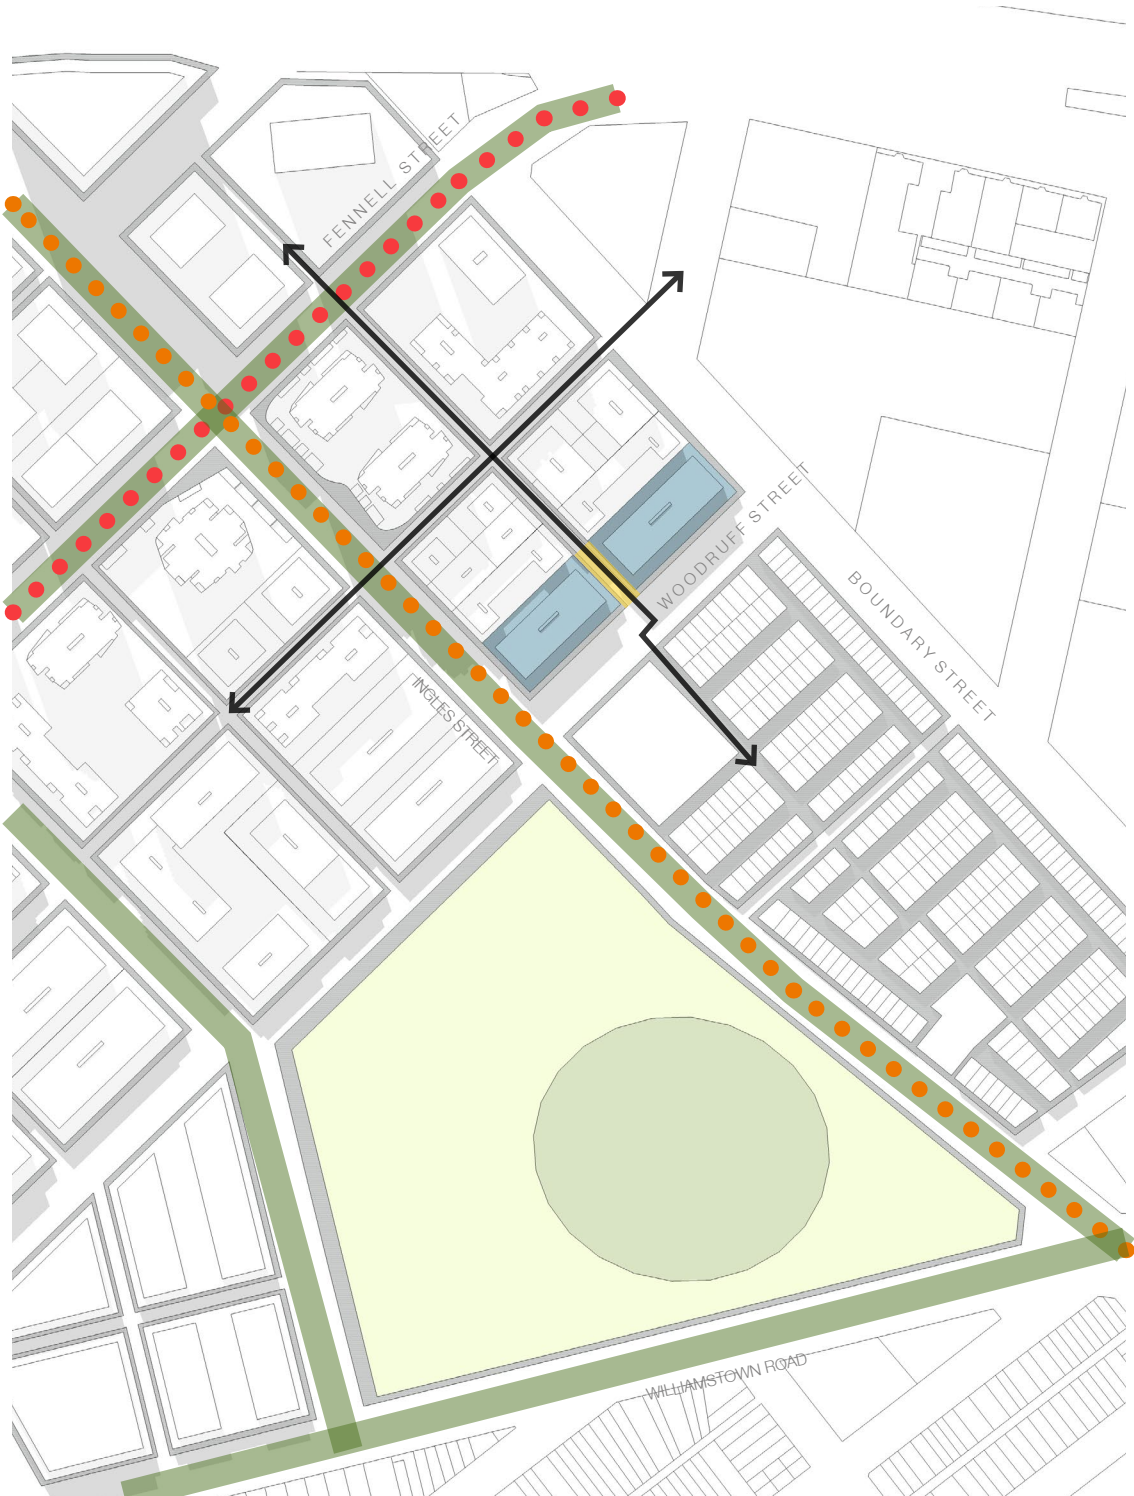 FENNELL STREET
WOODRUFF STREET
BOUNDARY STREET
INGLES STREET
WILLIAMSTOWN ROAD